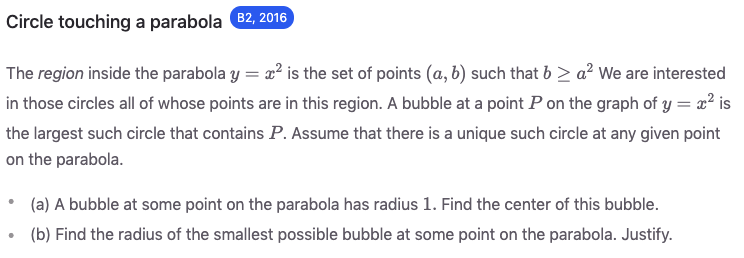 Circle touching a parabola B2, 2016
The region inside the parabola y = x² is the set of points (a, b) such that b ≥ a² We are interested
in those circles all of whose points are in this region. A bubble at a point P on the graph of y = x² is
the largest such circle that contains P. Assume that there is a unique such circle at any given point
on the parabola.
• (a) A bubble at some point on the parabola has radius 1. Find the center of this bubble.
• (b) Find the radius of the smallest possible bubble at some point on the parabola. Justify.